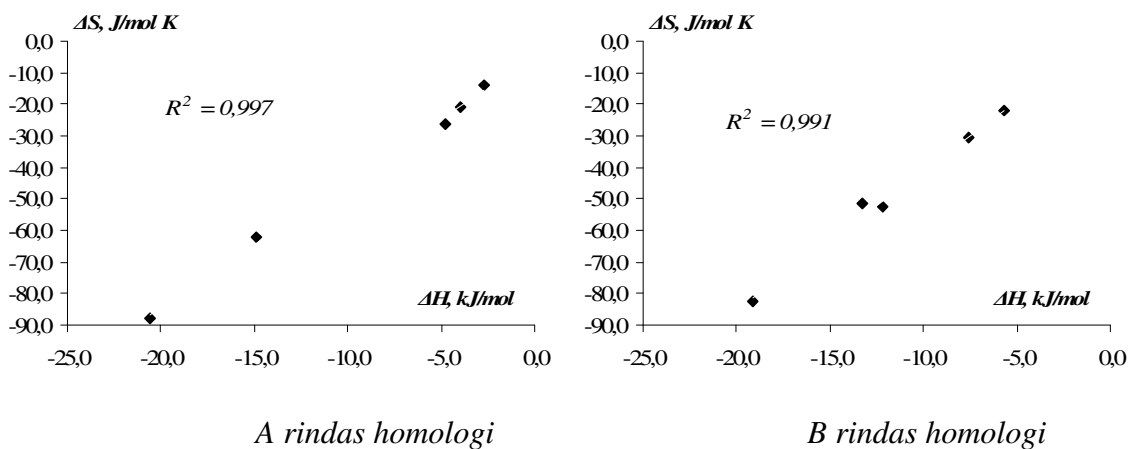 ΔS, J/mol K
0,0
-10,0
-20,0
-30,0
-40,0
-50,0
-60,0
-70,0
-80,0
-90,0
R² = 0,997
ΔH, kJ/mol
-25,0 -20,0 -15,0 -10,0 -5,0 0,0
A rindas homologi
ΔS, J/mol K
0,0
-10,0
-20,0
-30,0
-40,0
-50,0
-60,0
-70,0
-80,0
-90,0
R² = 0,991
ΔH, kJ/mol
-25,0 -20,0 -15,0 -10,0 -5,0 0,0
B rindas homologi